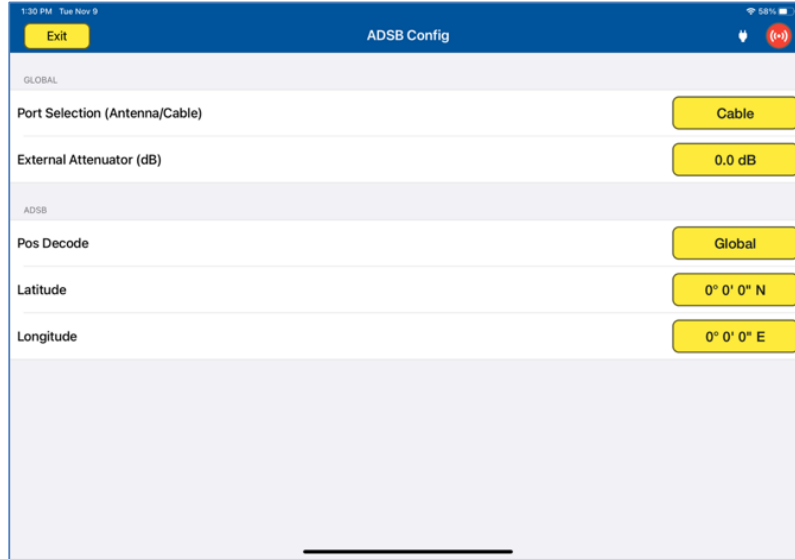 1:30 PM Tue Nov 9 58%
Exit ADSB Config
GLOBAL
Port Selection (Antenna/Cable) Cable
External Attenuator (dB) 0.0 dB
ADSB
Pos Decode Global
Latitude 0° 0' 0" N
Longitude 0° 0' 0" E